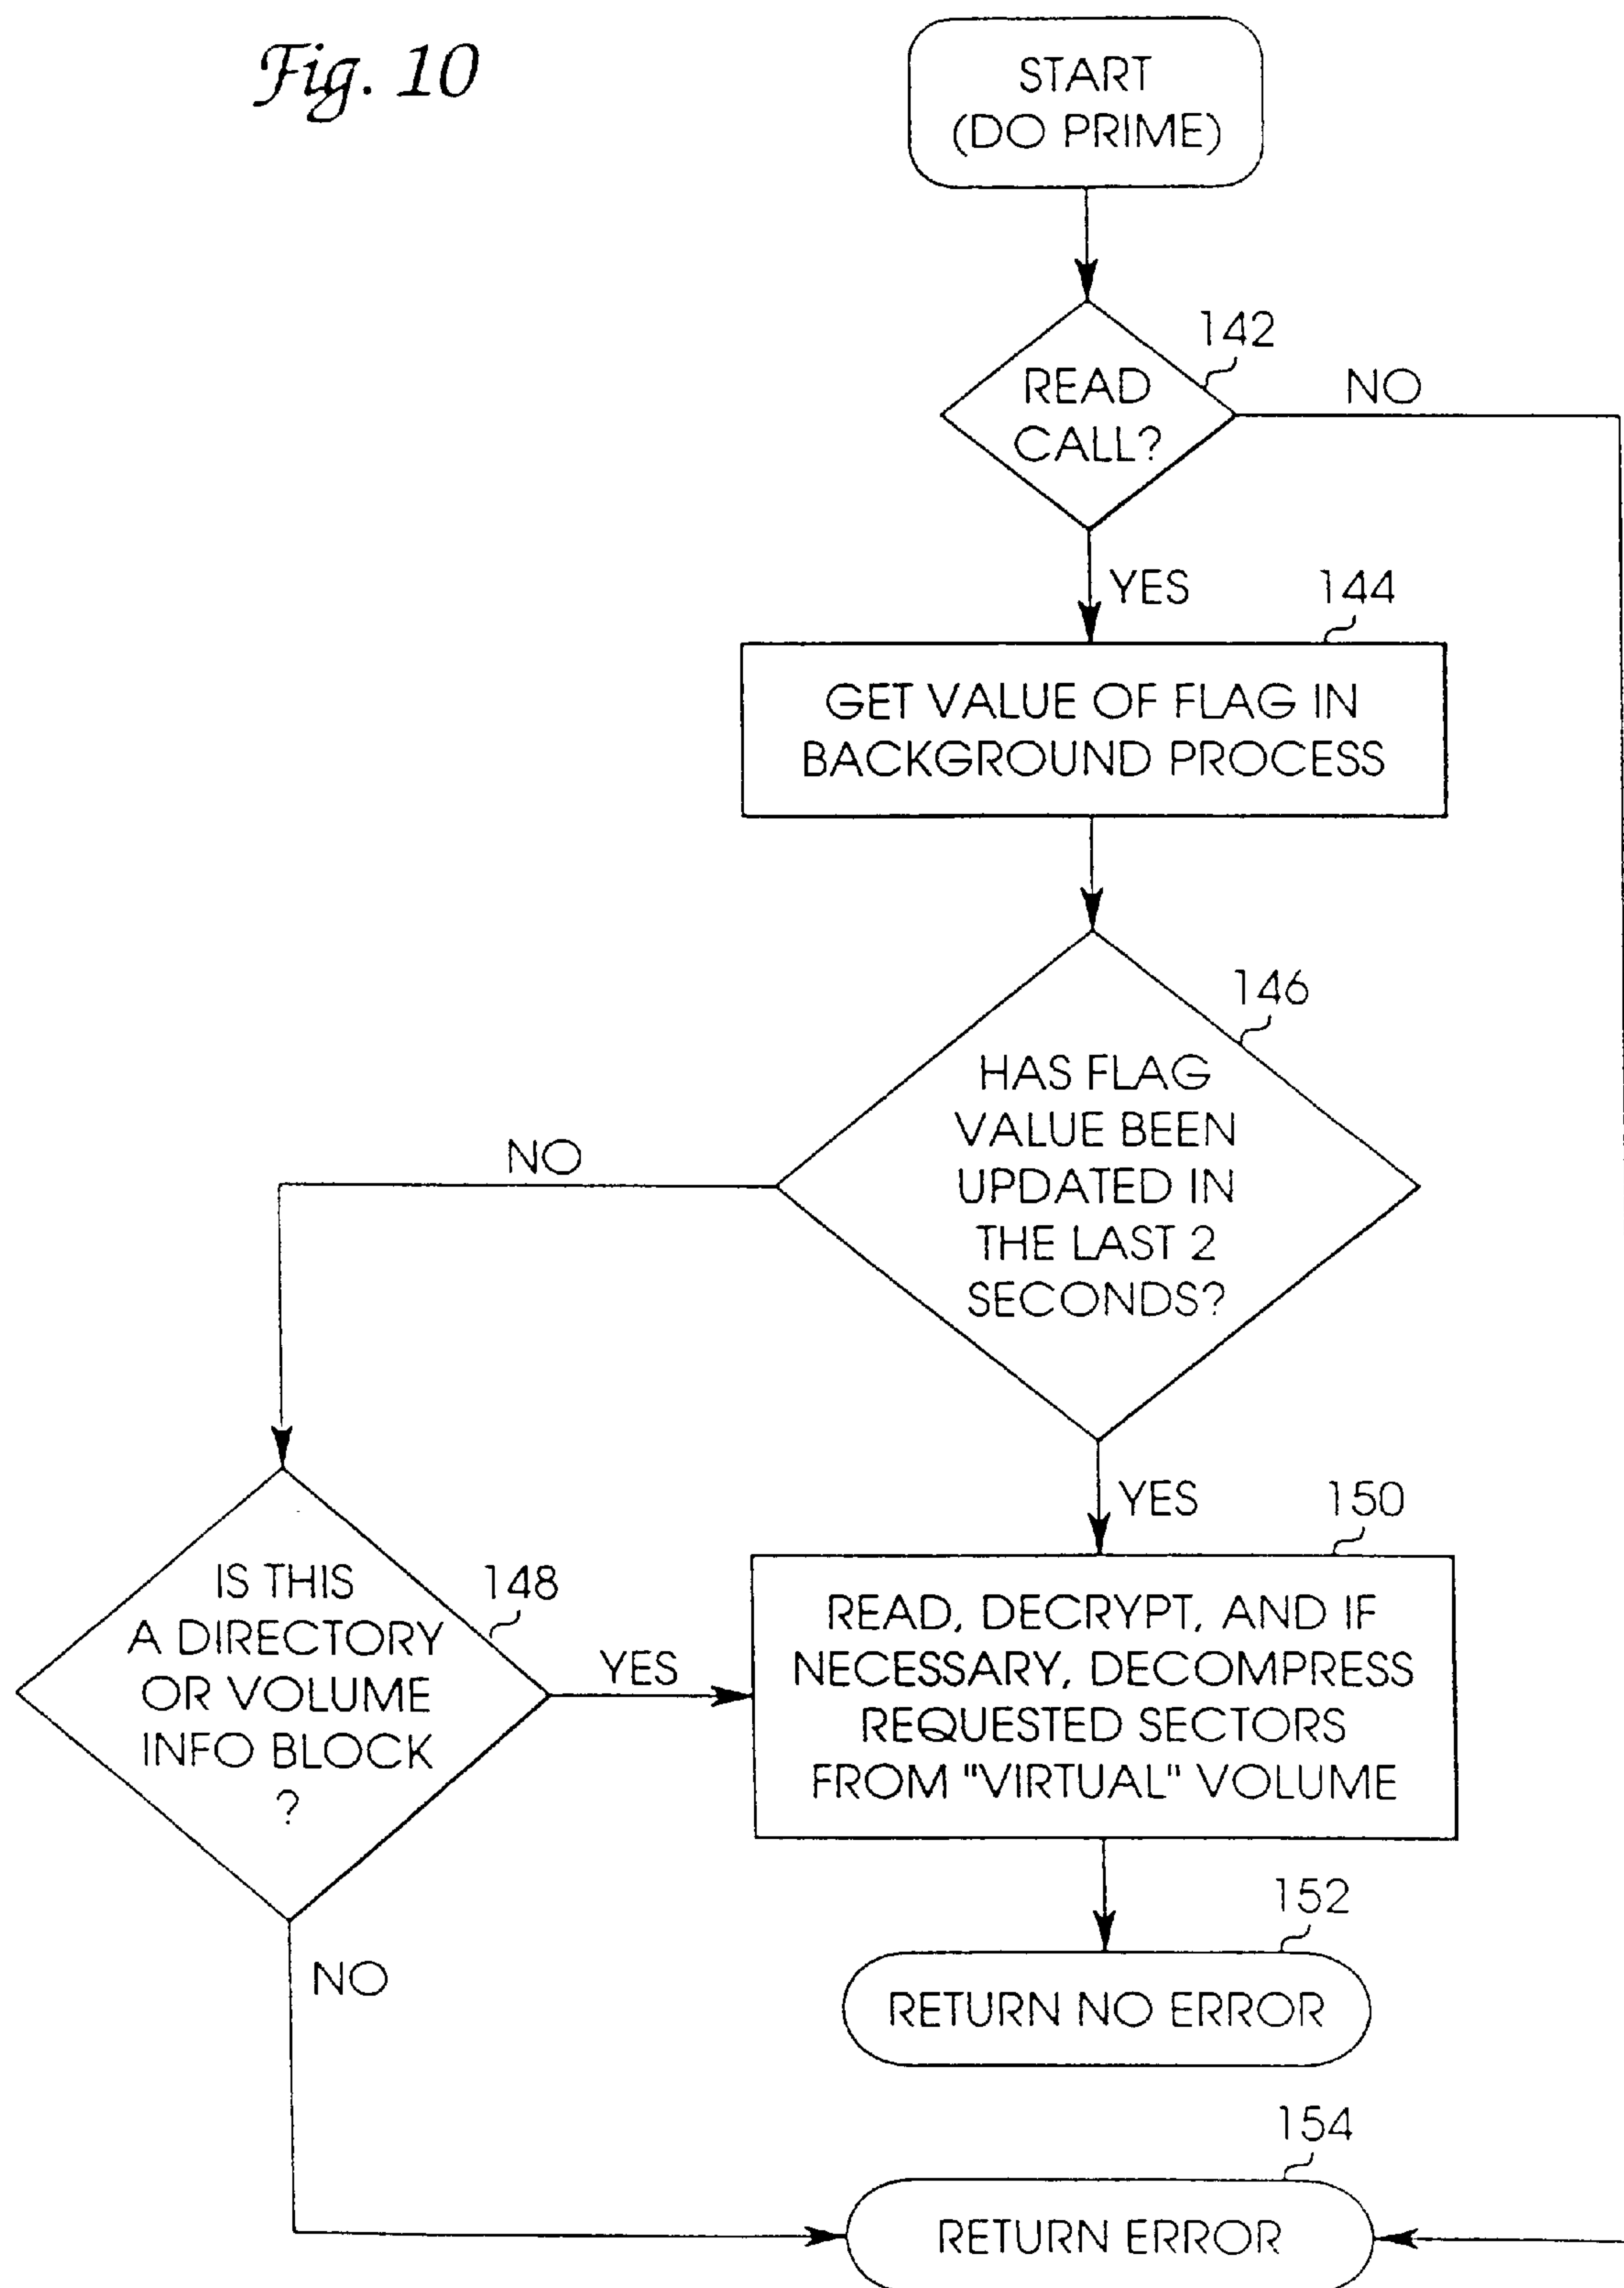 Fig. 10
START
(DO PRIME)
142
READ
CALL?
NO
YES
144
GET VALUE OF FLAG IN
BACKGROUND PROCESS
146
HAS FLAG
VALUE BEEN
UPDATED IN
THE LAST 2
SECONDS?
NO
YES
150
IS THIS
A DIRECTORY
OR VOLUME
INFO BLOCK
?
148
YES
READ, DECRYPT, AND IF
NECESSARY, DECOMPRESS
REQUESTED SECTORS
FROM "VIRTUAL" VOLUME
152
RETURN NO ERROR
NO
154
RETURN ERROR